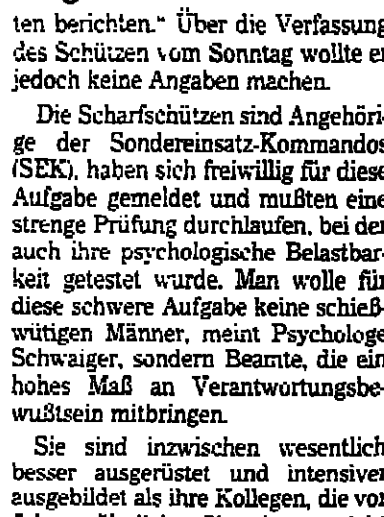 ten berichten." Über die Verfassung
des Schützen vom Sonntag wollte er
jedoch keine Angaben machen.
Die Scharfschützen sind Angehöri-
ge der Sondereinsatz-Kommandos
(SEK), haben sich freiwillig für diese
Aufgabe gemeldet und mußten eine
strenge Prüfung durchlaufen, bei der
auch ihre psychologische Belastbar-
keit getestet wurde. Man wolle für
diese schwere Aufgabe keine schieß-
wütigen Männer, meint Psychologe
Schwaiger, sondern Beamte, die ein
hohes Maß an Verantwortungsbe-
wußtsein mitbringen.
Sie sind inzwischen wesentlich
besser ausgerüstet und intensiver
ausgebildet als ihre Kollegen, die vor